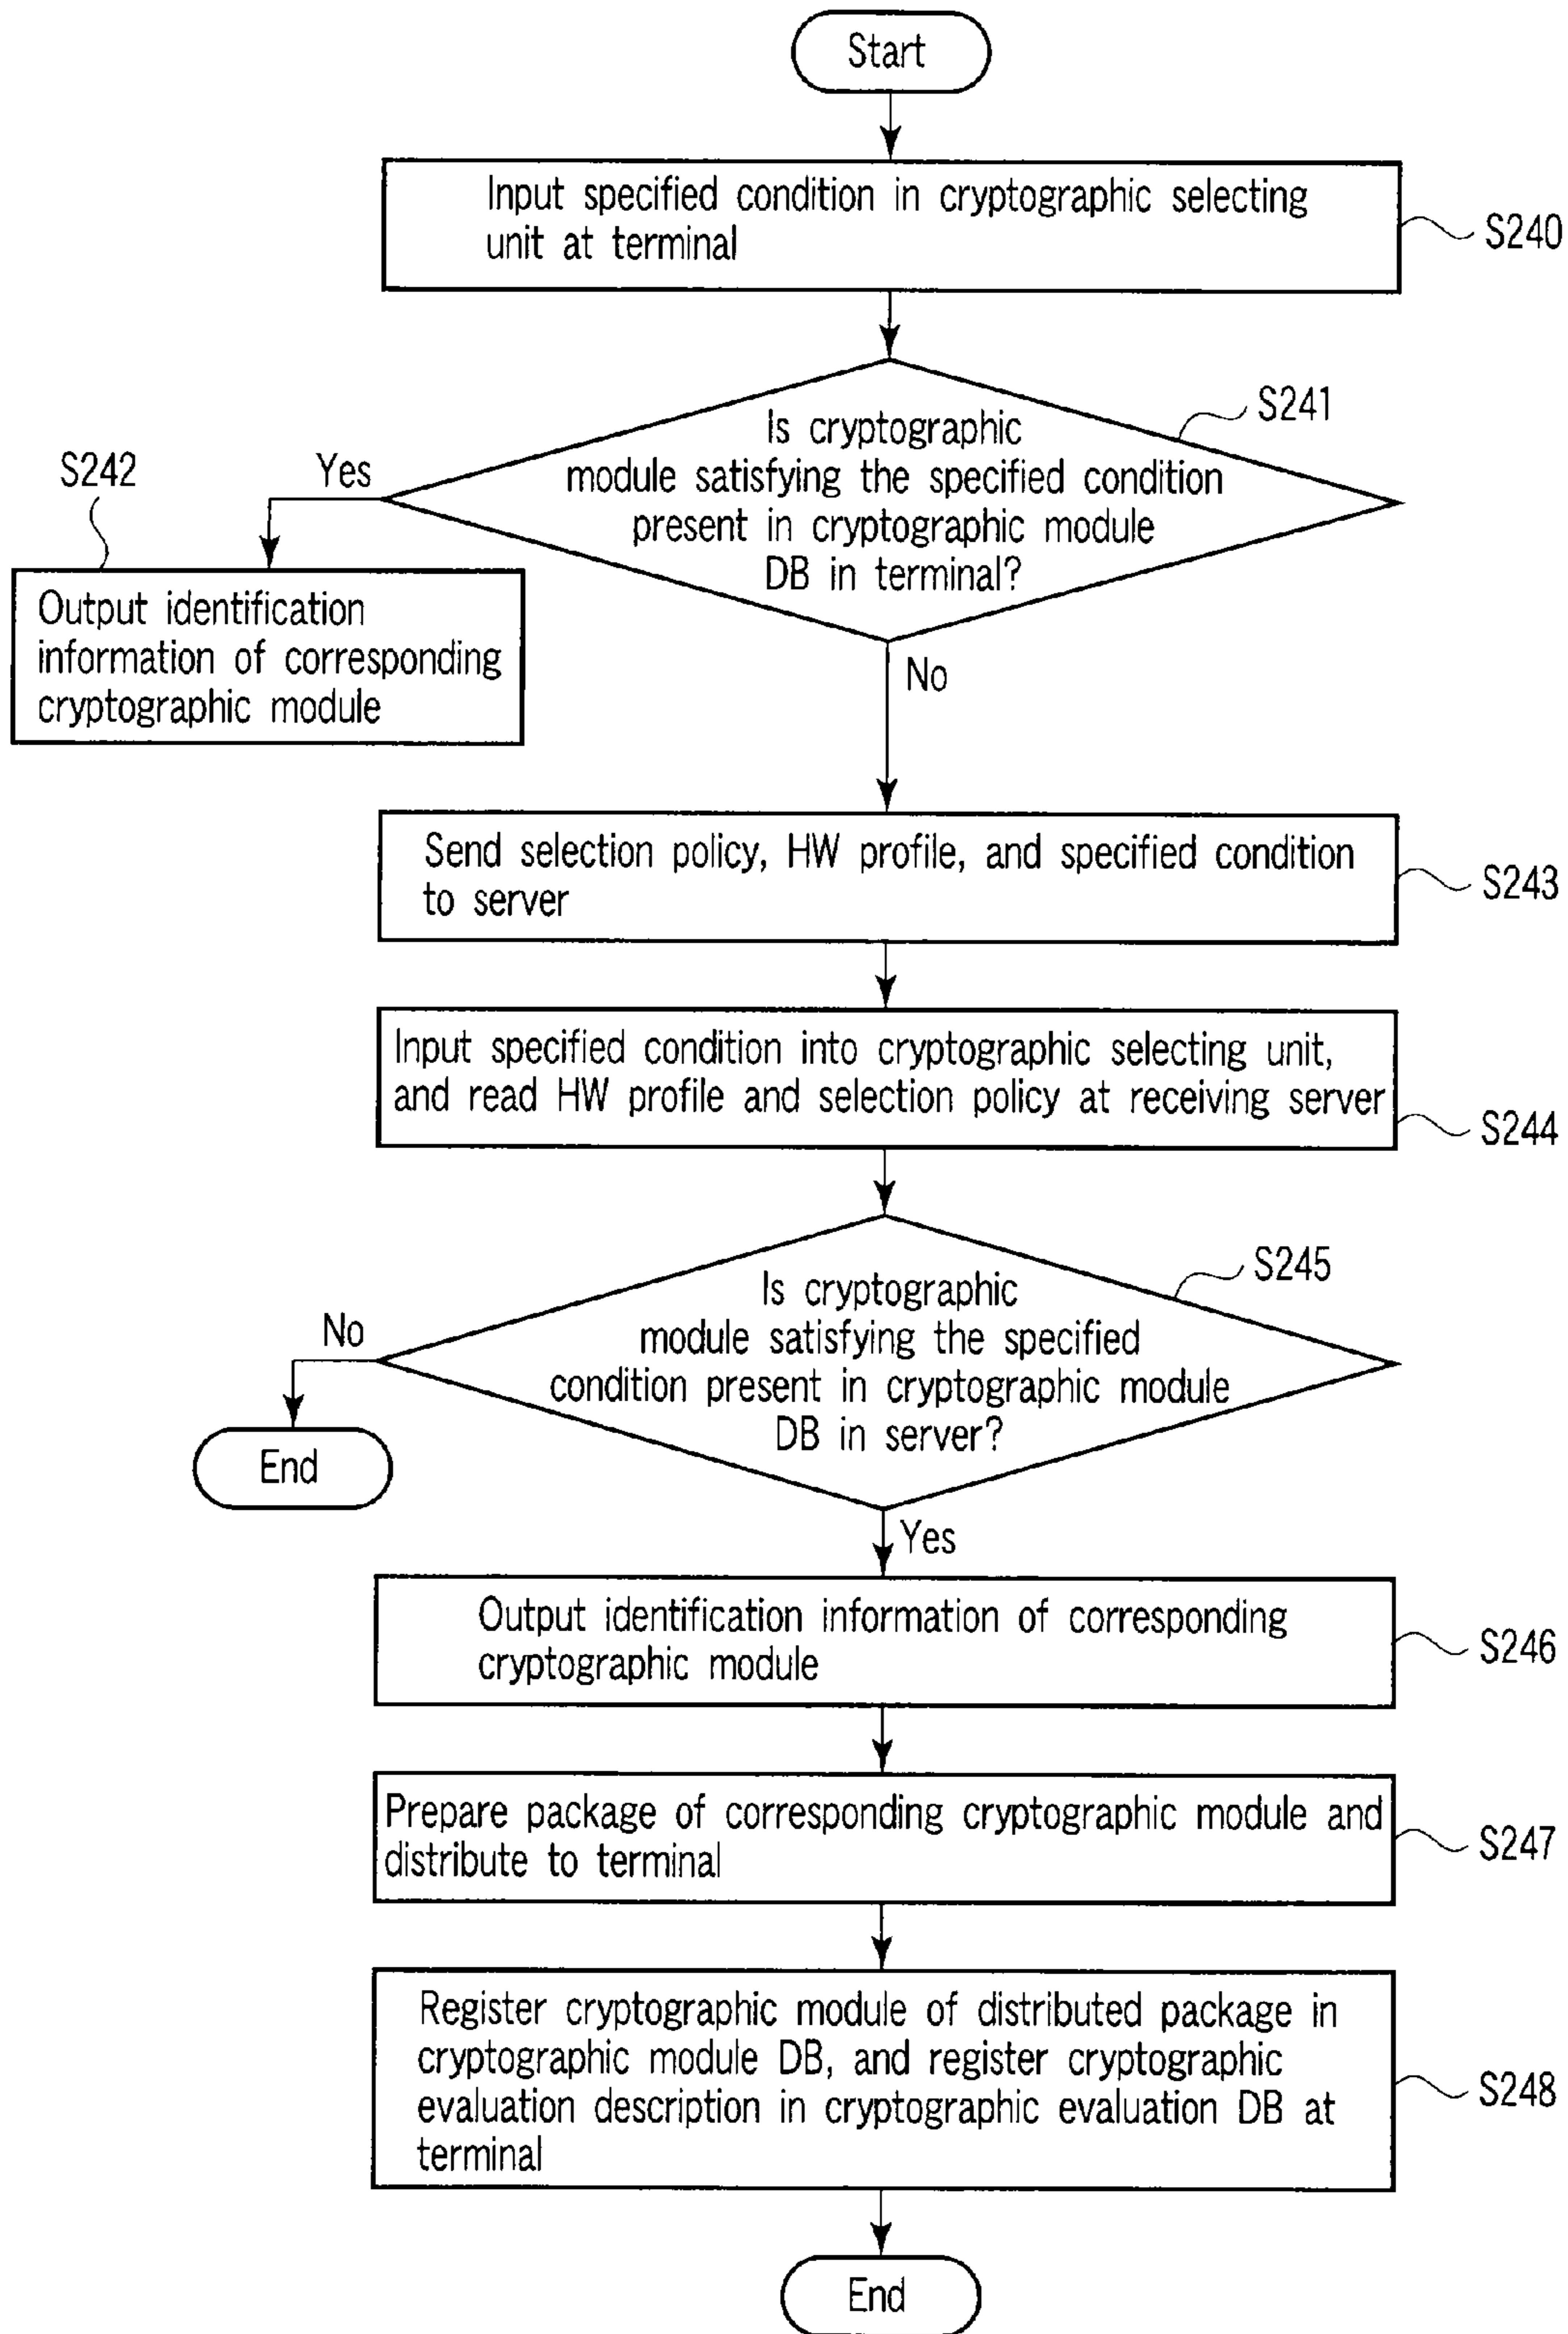 Start
Input specified condition in cryptographic selecting
unit at terminal
S240
S241
Is cryptographic
module satisfying the specified condition
present in cryptographic module
DB in terminal?
Yes
S242
Output identification
information of corresponding
cryptographic module
No
Send selection policy, HW profile, and specified condition
to server
S243
Input specified condition into cryptographic selecting unit,
and read HW profile and selection policy at receiving server
S244
S245
Is cryptographic
module satisfying the specified
condition present in cryptographic module
DB in server?
No
End
Yes
Output identification information of corresponding
cryptographic module
S246
Prepare package of corresponding cryptographic module and
distribute to terminal
S247
Register cryptographic module of distributed package in
cryptographic module DB, and register cryptographic
evaluation description in cryptographic evaluation DB at
terminal
S248
End